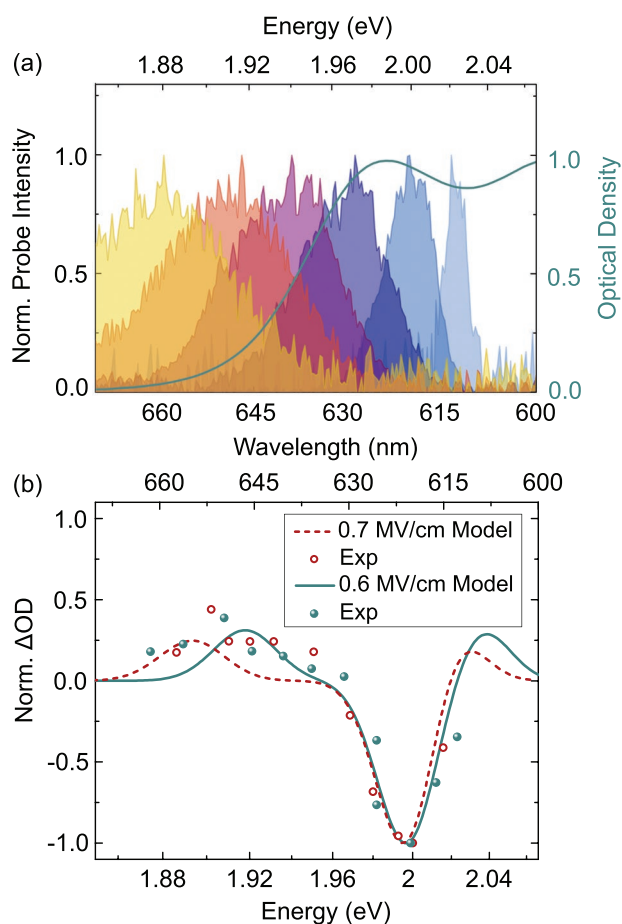 Energy (eV)
(a)
1.88 1.92 1.96 2.00 2.04
Norm. Probe Intensity
1.0
0.5
0.0
1.0
0.5
0.0
Optical Density
660 645 630 615 600
Wavelength (nm)
(b)
660 645 630 615 600
Norm. ΔOD
1.0
0.5
0.0
-0.5
-1.0
0.7 MV/cm Model
Exp
0.6 MV/cm Model
Exp
1.88 1.92 1.96 2 2.04
Energy (eV)